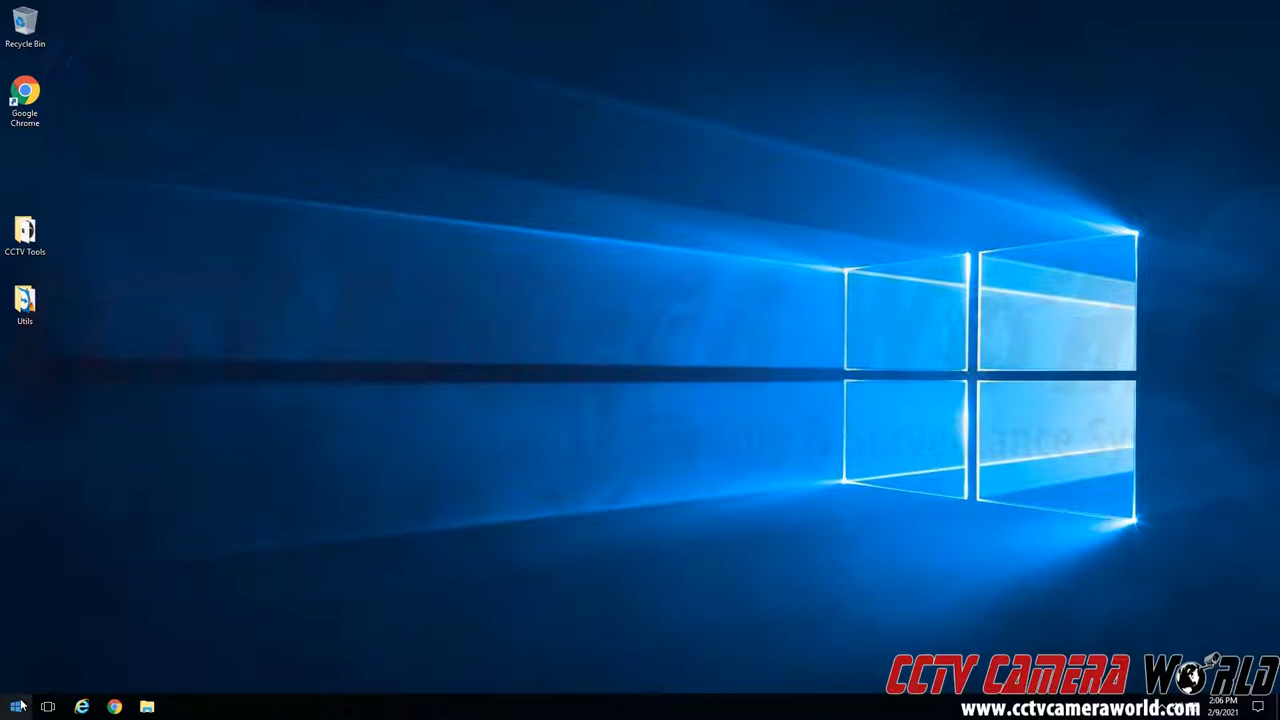 Recycle Bin
Google
Chrome
CCTV Tools
Utils
CCTV CAMERA WORLD
www.cctvcameraworld.com
2:06 PM
2/9/2021